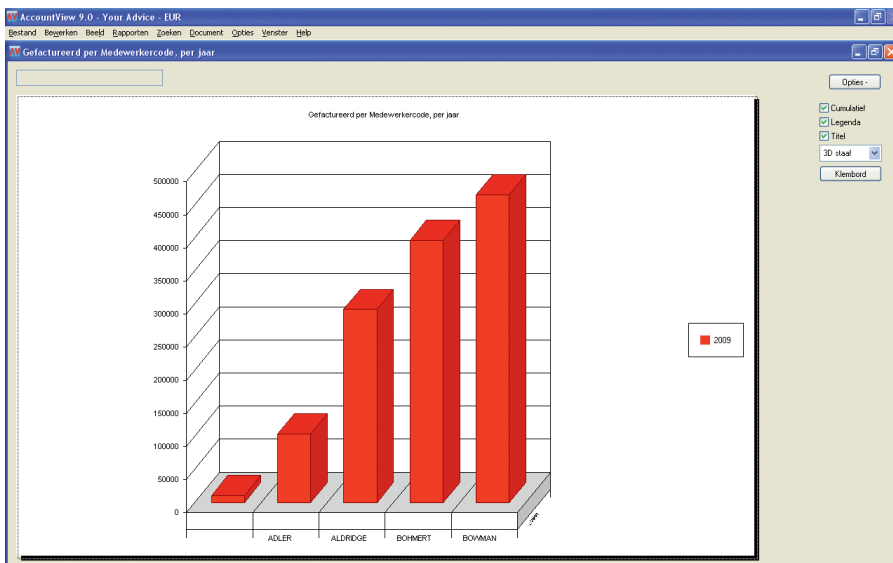 AccountView 9.0 - Your Advice - EUR
Bestand Bewerken Beeld Rapporten Zoeken Document Opties Venster Help
Gefactureerd per Medewerkercode, per jaar
Opties -
Cumulatief
Legenda
Titel
3D staaf
Klembord
Gefactureerd per Medewerkercode, per jaar
500000
450000
400000
350000
300000
250000
200000
150000
100000
50000
0
ADLER ALDRIDGE BOHMERT BOWMAN
2009